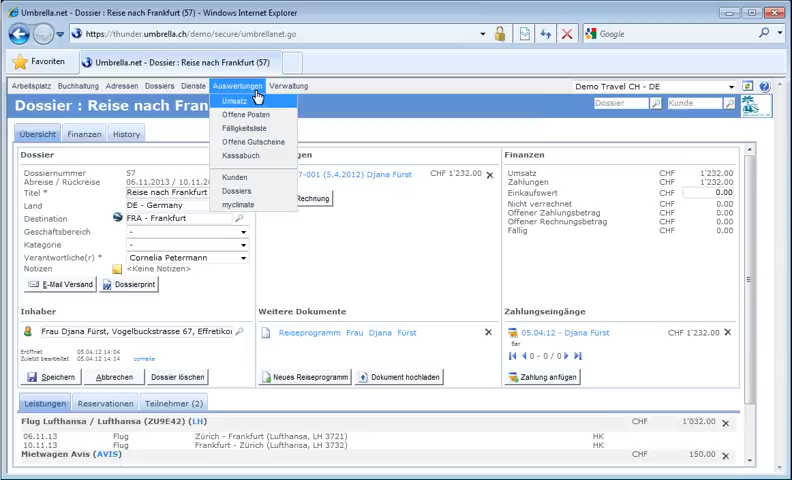 Umbrella.net - Dossier : Reise nach Frankfurt (57) - Windows Internet Explorer
https://thunder.umbrella.ch/demo/secure/umbrellanet.go
Google
Favoriten
Umbrella.net - Dossier : Reise nach Frankfurt (57)
Arbeitsplatz Buchhaltung Adressen Dossiers Dienste Auswertungen Verwaltung
Demo Travel CH - DE
Dossier : Reise nach Fran
Dossier Kunde
Umsatz
Offene Posten
Fälligkeitsliste
Offene Gutscheine
Kassabuch
Kunden
Dossiers
myclimate
Übersicht Finanzen History
Dossier
Dossiernummer 57
Abreise / Rückreise 06.11.2013 / 10.11.20
Titel * Reise nach Frankfurt
Land DE - Germany
Destination FRA - Frankfurt
Geschäftsbereich -
Kategorie -
Verantwortliche(r) * Cornelia Petermann
Notizen <Keine Notizen>
E-Mail Versand Dossierprint
ngen
7-001 (5.4.2012) Djana Fürst CHF 1'232.00
Rechnung
Finanzen
Umsatz CHF 1'232.00
Zahlungen CHF 1'232.00
Einkaufswert CHF 0.00
Nicht verrechnet CHF 0.00
Offener Zahlungsbetrag CHF 0.00
Offener Rechnungsbetrag CHF 0.00
Fällig CHF 0.00
Inhaber
Frau Djana Fürst, Vogelbuckstrasse 67, Effretikon
Eröffnet 05.04.12 14:04
Zuletzt bearbeitet 05.04.12 14:14 cornelia
Speichern Abbrechen Dossier löschen
Weitere Dokumente
Reiseprogramm Frau Djana Fürst
Neues Reiseprogramm Dokument hochladen
Zahlungseingänge
05.04.12 - Djana Fürst CHF 1'232.00
Bar
0 - 0 / 0
Zahlung anfügen
Leistungen Reservationen Teilnehmer (2)
Flug Lufthansa / Lufthansa (ZU9E42) (LH) CHF 1'032.00
06.11.13 Flug Zürich - Frankfurt (Lufthansa, LH 3721) HK
10.11.13 Flug Frankfurt - Zürich (Lufthansa, LH 3732) HK
Mietwagen Avis (AVIS) CHF 150.00